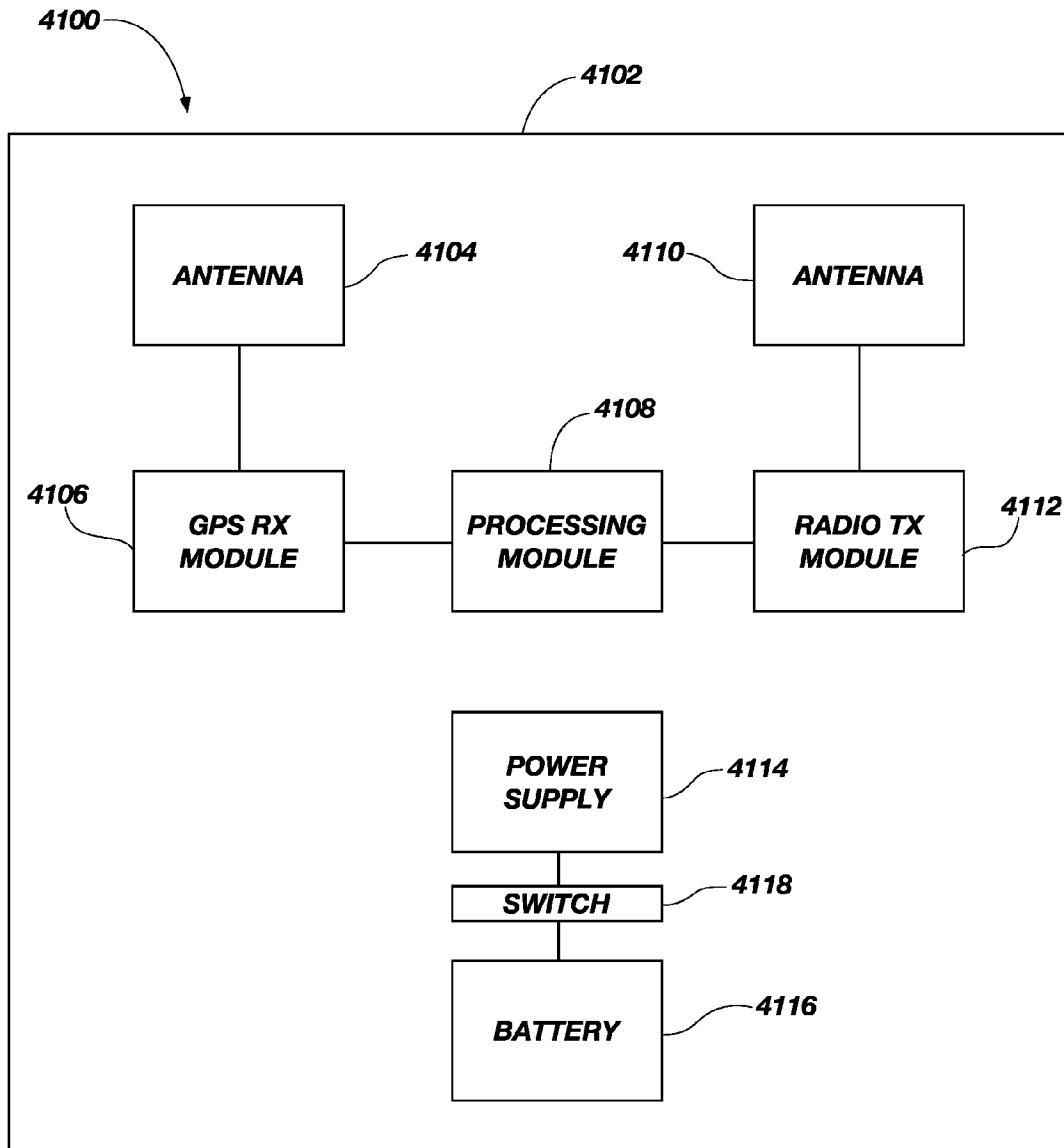 4100
4102
ANTENNA
4104
4110
ANTENNA
4108
4106
GPS RX
MODULE
PROCESSING
MODULE
RADIO TX
MODULE
4112
POWER
SUPPLY
4114
SWITCH
4118
BATTERY
4116